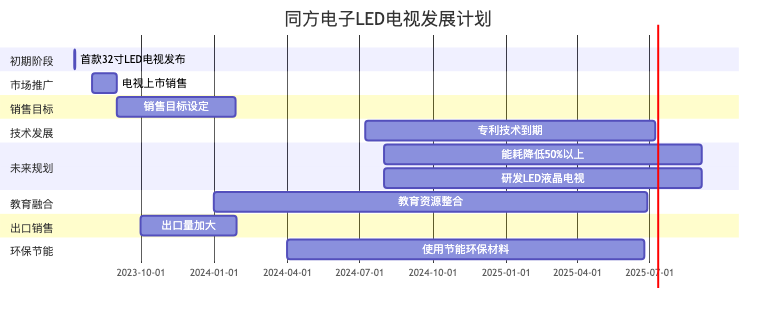 同方电子LED电视发展计划
初期阶段
首款32寸LED电视发布
市场推广
电视上市销售
销售目标
销售目标设定
技术发展
专利技术到期
未来规划
能耗降低50%以上
研发LED液晶电视
教育融合
教育资源整合
出口销售
出口量加大
环保节能
使用节能环保材料
2023-10-01 2024-01-01 2024-04-01 2024-07-01 2024-10-01 2025-01-01 2025-04-01 2025-07-01